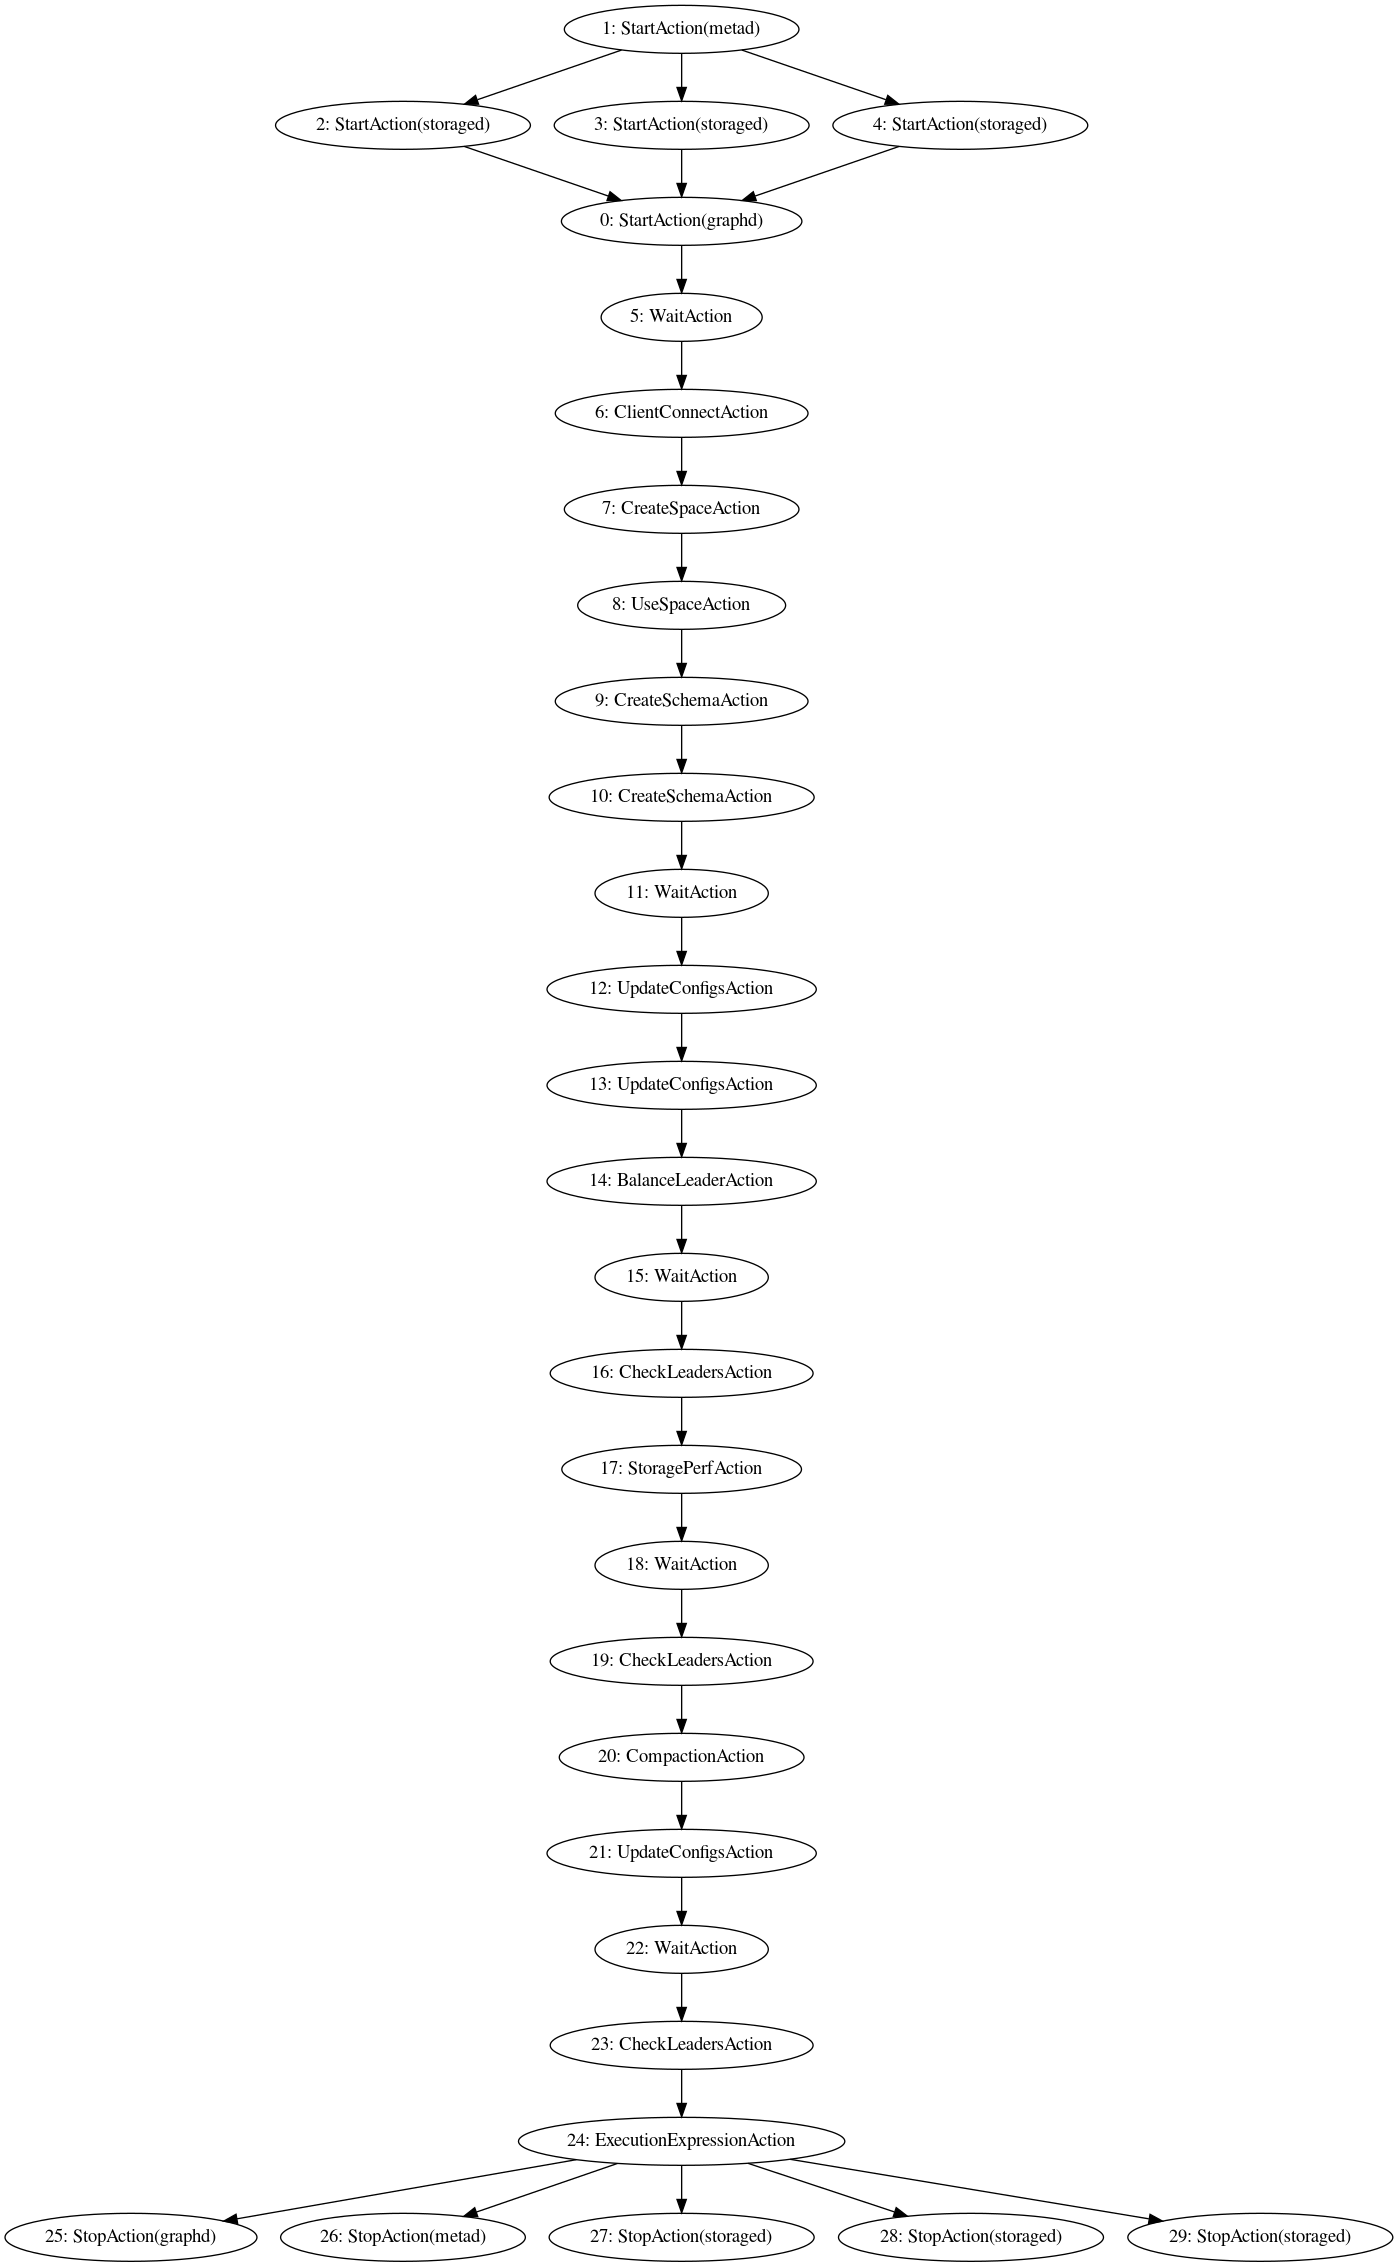 1: StartAction(metad)
2: StartAction(storaged)
3: StartAction(storaged)
4: StartAction(storaged)
0: StartAction(graphd)
5: WaitAction
6: ClientConnectAction
7: CreateSpaceAction
8: UseSpaceAction
9: CreateSchemaAction
10: CreateSchemaAction
11: WaitAction
12: UpdateConfigsAction
13: UpdateConfigsAction
14: BalanceLeaderAction
15: WaitAction
16: CheckLeadersAction
17: StoragePerfAction
18: WaitAction
19: CheckLeadersAction
20: CompactionAction
21: UpdateConfigsAction
22: WaitAction
23: CheckLeadersAction
24: ExecutionExpressionAction
25: StopAction(graphd)
26: StopAction(metad)
27: StopAction(storaged)
28: StopAction(storaged)
29: StopAction(storaged)